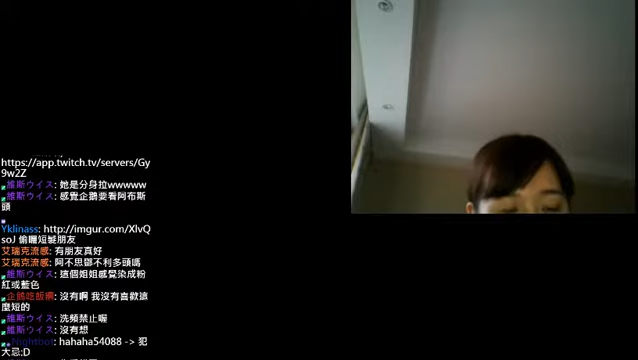 https://app.twitch.tv/servers/Gy
9w2Z
維斯ウイス: 她是分身拉wwwww
維斯ウイス: 感覺企鵝要看阿布斯
頭
Yklinass: http://imgur.com/XlvQ
soJ 偷曬短髮朋友
艾瑞克流感: 有朋友真好
艾瑞克流感: 阿不思鄧不利多頭嗎
維斯ウイス: 這個姐姐感覺染成粉
紅或藍色
企鵝吃飯糰: 沒有啊 我沒有喜歡這
麼短的
維斯ウイス: 洗頻禁止喔
維斯ウイス: 沒有想
Nightbot: hahaha54088 -> 犯
大忌:D